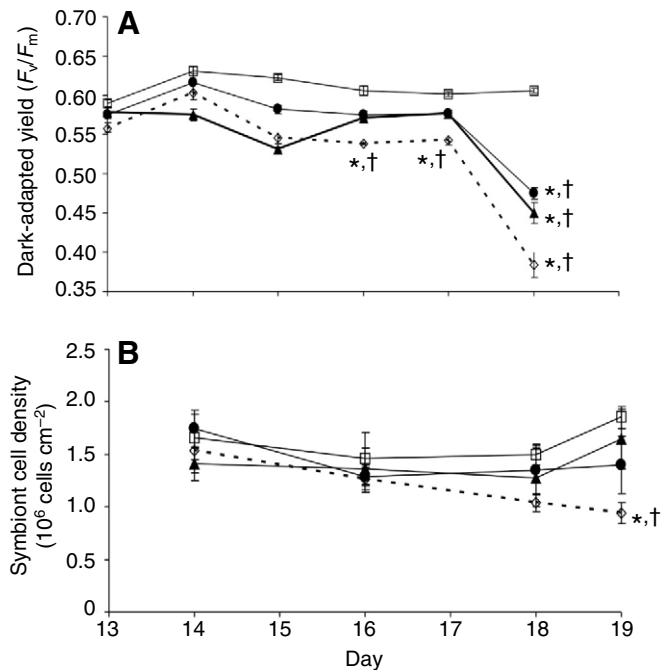 A
Dark-adapted yield (Fv/Fm)
0.70
0.65
0.60
0.55
0.50
0.45
0.40
0.35
*,†
*,†
*,†
*,†
*,†
B
Symbiont cell density
(10⁶ cells cm⁻²)
2.5
2.0
1.5
1.0
0.5
0
*,†
13 14 15 16 17 18 19
Day